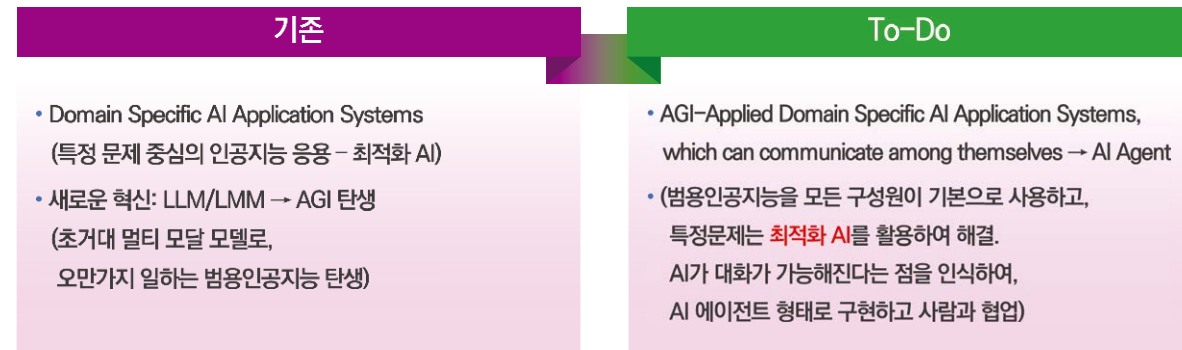 기존
• Domain Specific AI Application Systems
(특정 문제 중심의 인공지능 응용 – 최적화 AI)
• 새로운 혁신: LLM/LMM → AGI 탄생
(초거대 멀티 모달 모델로,
오만가지 일하는 범용인공지능 탄생)
To-Do
• AGI-Applied Domain Specific AI Application Systems,
which can communicate among themselves → AI Agent
• (범용인공지능을 모든 구성원이 기본으로 사용하고,
특정문제는 최적화 AI를 활용하여 해결.
AI가 대화가 가능해진다는 점을 인식하여,
AI 에이전트 형태로 구현하고 사람과 협업)